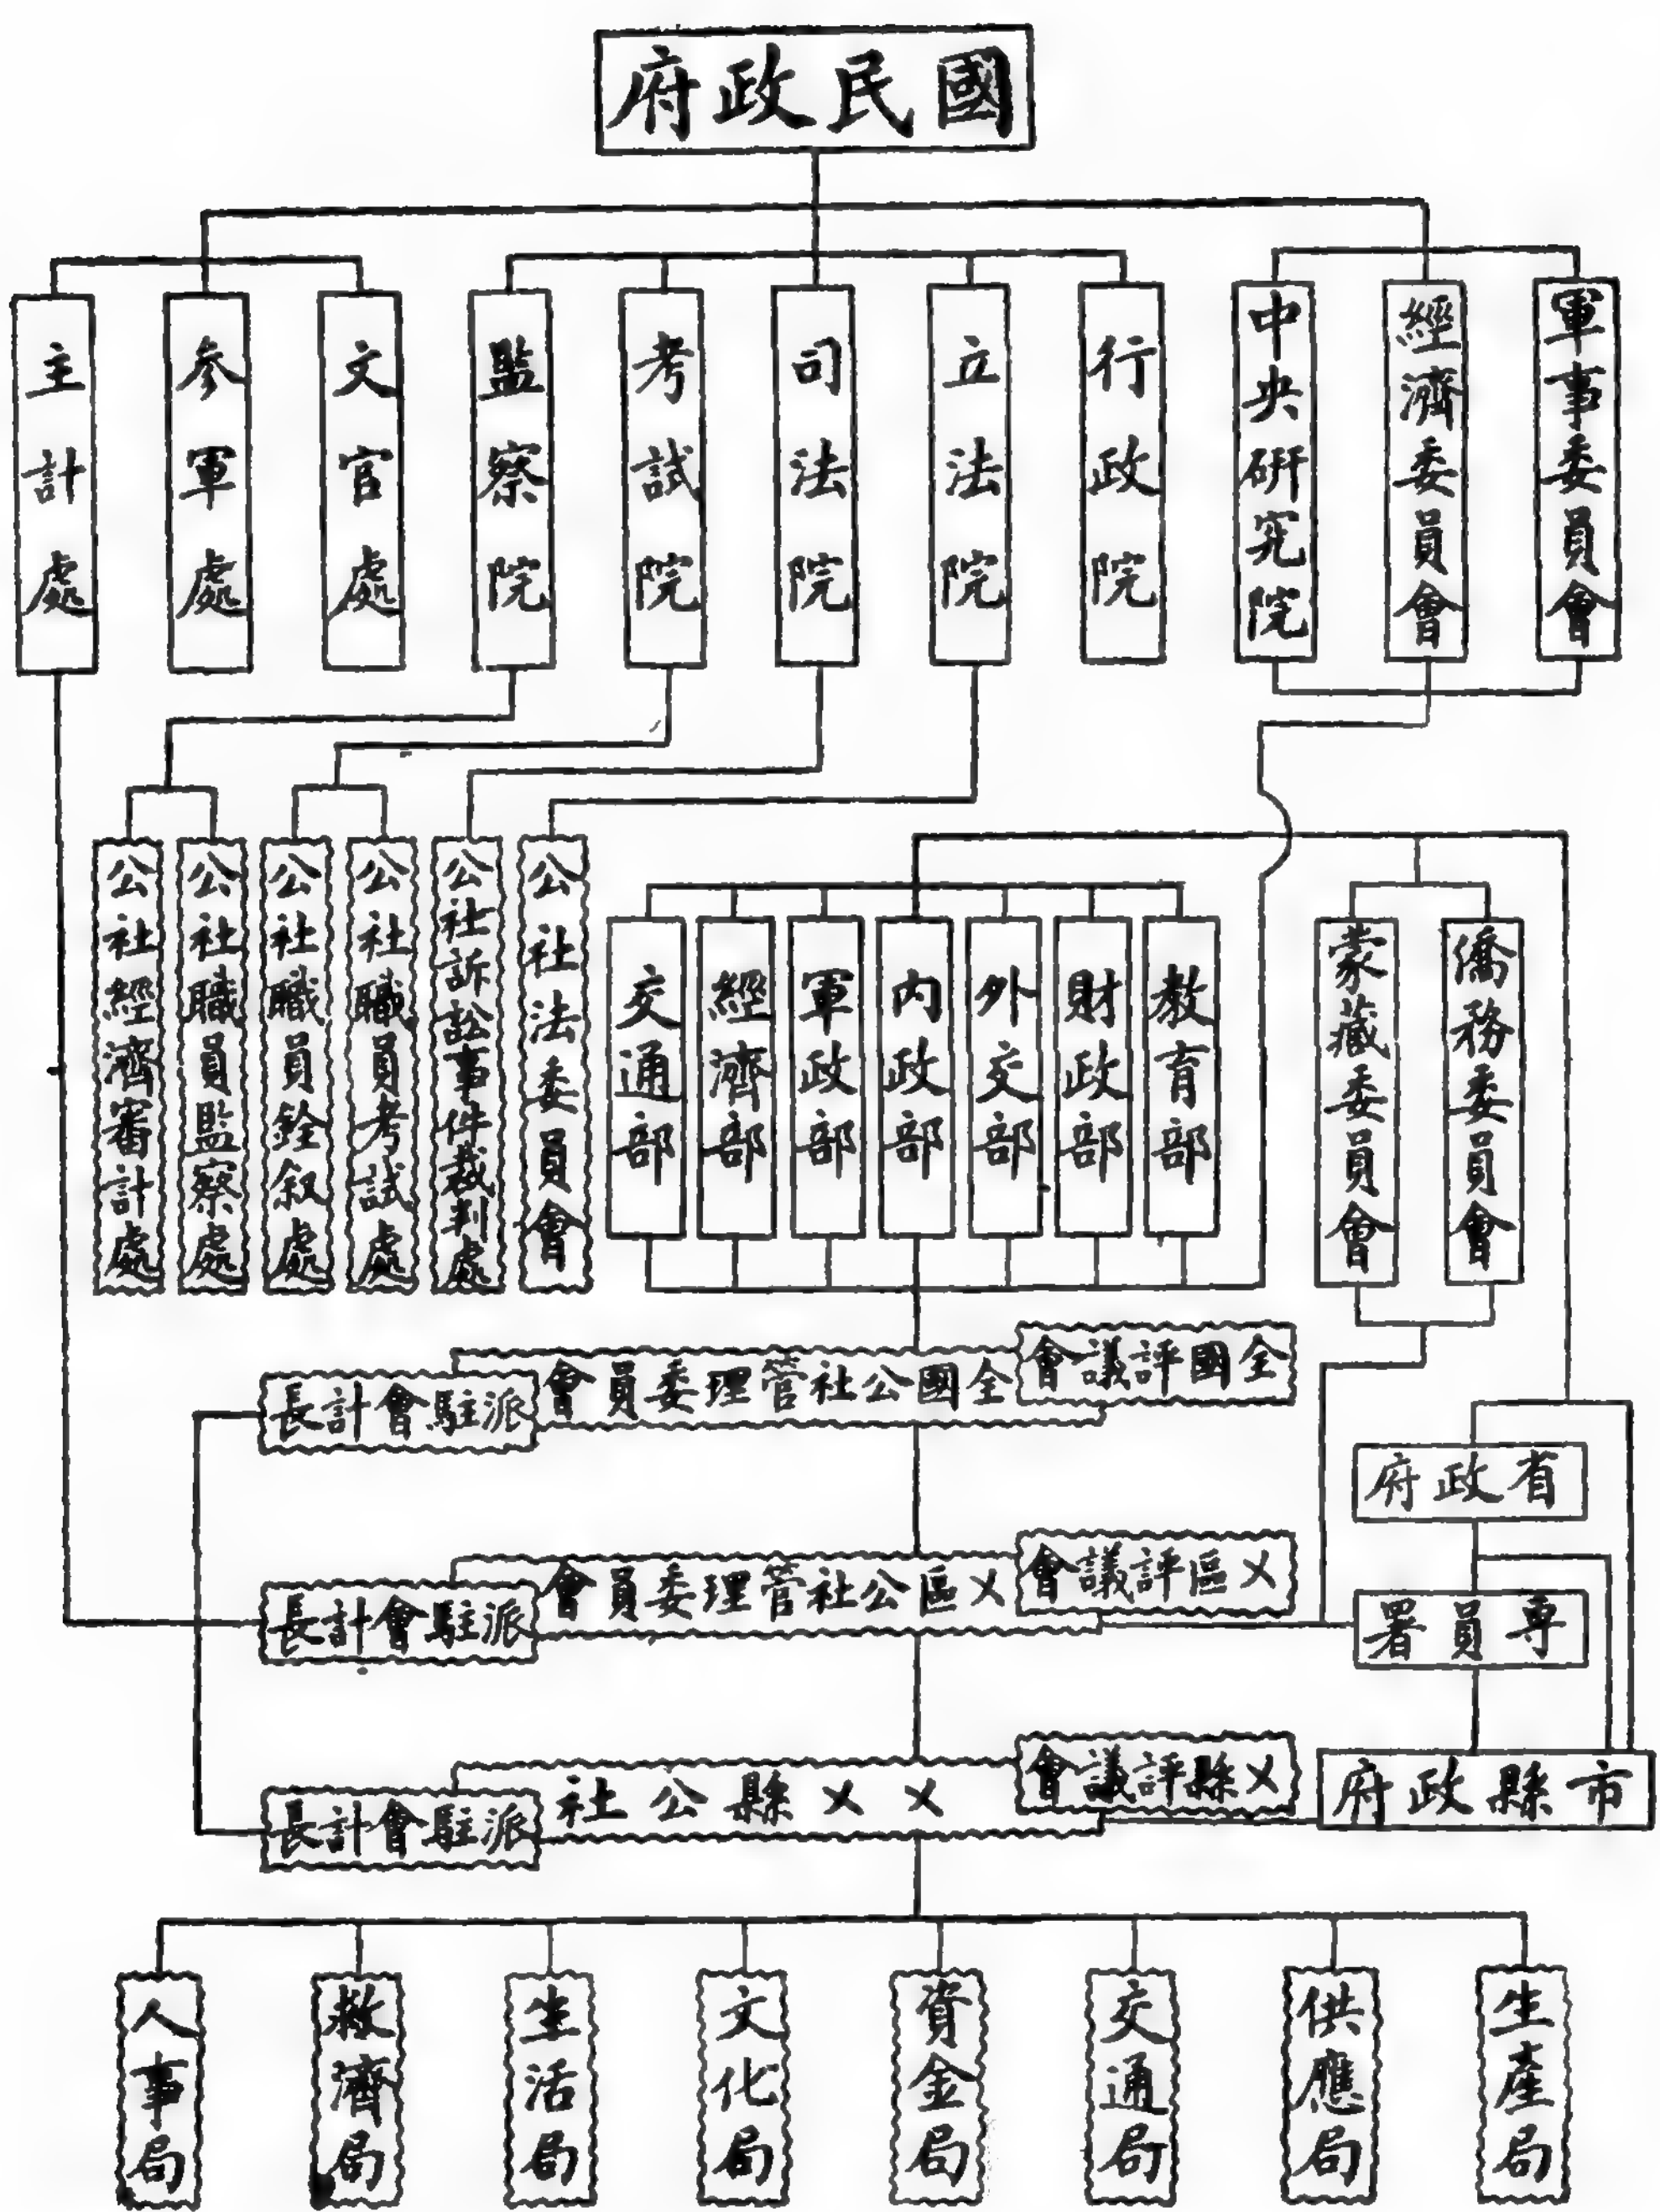 國民政府
軍事委員會
經濟委員會
中央研究院
行政院
立法院
司法院
考試院
監察院
文官處
參軍處
主計處
公社法委員會
公社訴訟事件裁判處
公社職員考試處
公社職員銓叙處
公社職員監察處
公社經濟審計處
僑務委員會
蒙藏委員會
教育部
財政部
外交部
內政部
軍政部
經濟部
交通部
全國評議會
全國公社管理委員會
派駐會計長
省政府
乂區評議會
乂區公社管理委員會
派駐會計長
專員署
乂縣評議會
乂乂縣公社
派駐會計長
市縣政府
生產局
供應局
交通局
資金局
文化局
生活局
救濟局
人事局